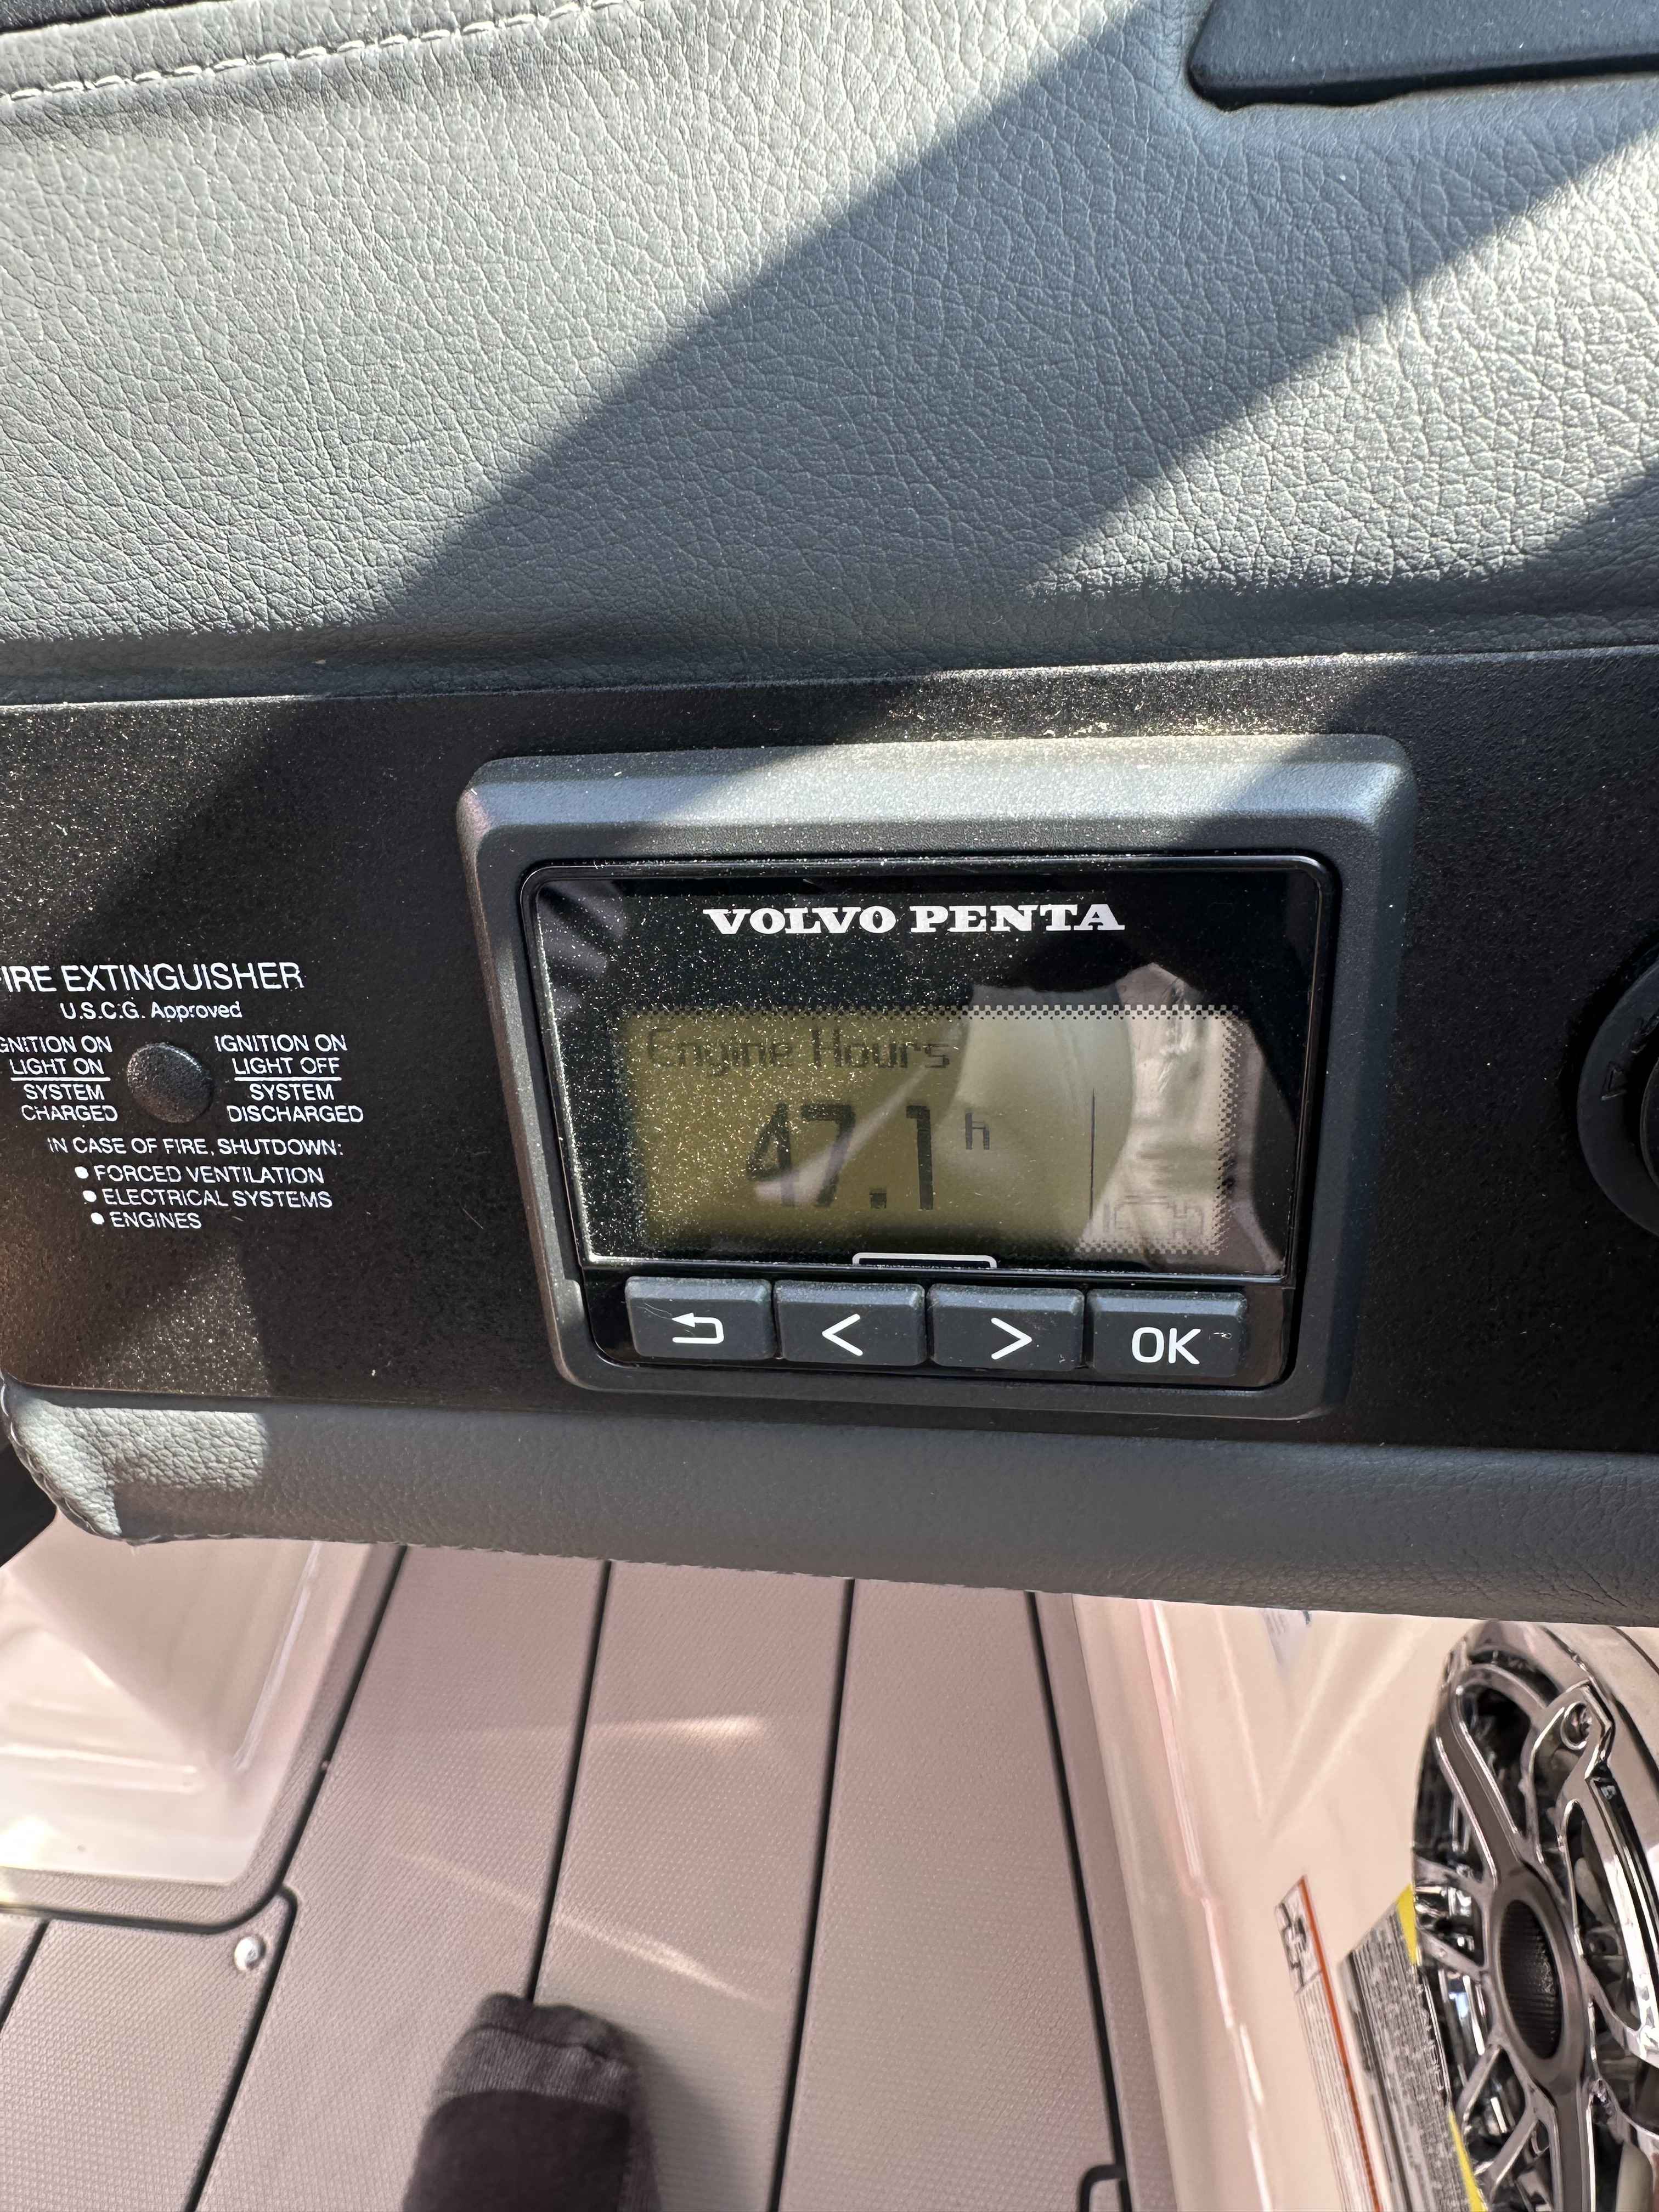 FIRE EXTINGUISHER
U.S.C.G. Approved
IGNITION ON
LIGHT ON
SYSTEM
CHARGED
IGNITION ON
LIGHT OFF
SYSTEM
DISCHARGED
IN CASE OF FIRE, SHUTDOWN:
• FORCED VENTILATION
• ELECTRICAL SYSTEMS
• ENGINES
VOLVO PENTA
Engine Hours
47.1 h
< > OK